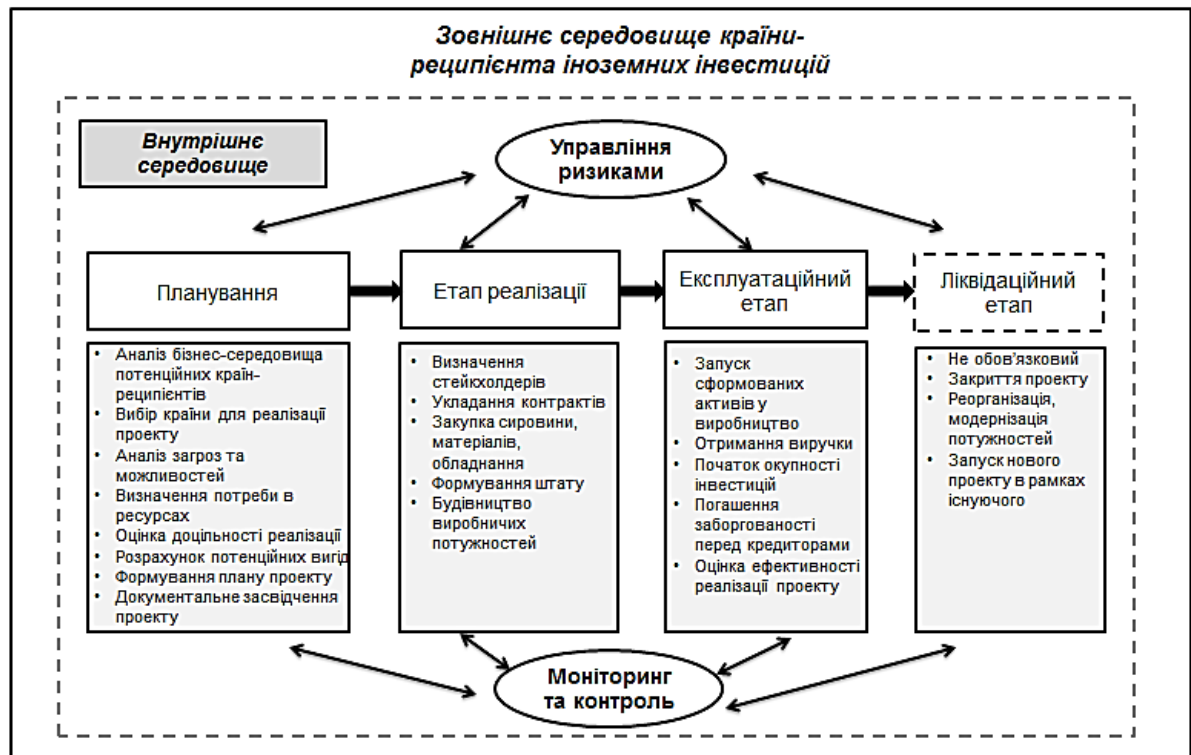 Зовнішнє середовище країни-
реципієнта іноземних інвестицій
Внутрішнє
середовище
Управління
ризиками
Планування
Етап реалізації
Експлуатаційний
етап
Ліквідаційний
етап
• Аналіз бізнес-середовища
потенційних країн-
реципієнтів
• Вибір країни для реалізації
проекту
• Аналіз загроз та
можливостей
• Визначення потреби в
ресурсах
• Оцінка доцільності реалізації
• Розрахунок потенційних вигід
• Формування плану проекту
• Документальне засвідчення
проекту
• Визначення
стейкхолдерів
• Укладання контрактів
• Закупка сировини,
матеріалів,
обладнання
• Формування штату
• Будівництво
виробничих
потужностей
• Запуск
сформованих
активів у
виробництво
• Отримання виручки
• Початок окупності
інвестицій
• Погашення
заборгованості
перед кредиторами
• Оцінка ефективності
реалізації проекту
• Не обов’язковий
• Закриття проекту
• Реорганізація,
модернізація
потужностей
• Запуск нового
проекту в рамках
існуючого
Моніторинг
та контроль